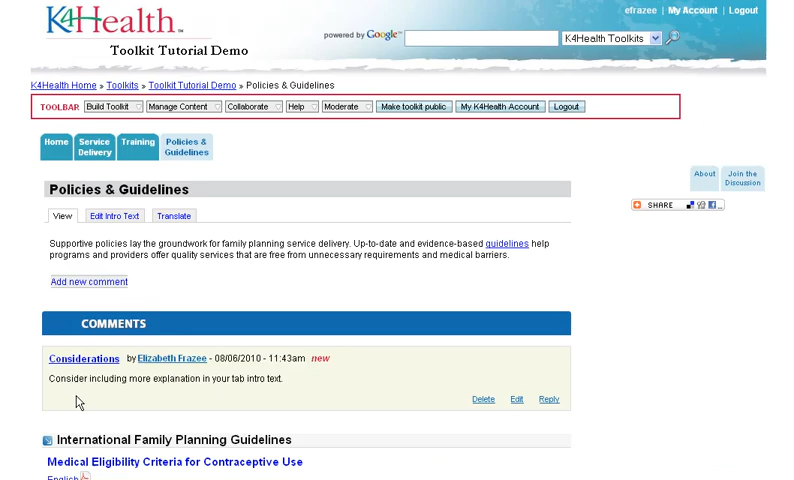 K4Health™
Toolkit Tutorial Demo
efrazee | My Account | Logout
powered by Google™
K4Health Toolkits
K4Health Home » Toolkits » Toolkit Tutorial Demo » Policies & Guidelines
TOOLBAR Build Toolkit Manage Content Collaborate Help Moderate Make toolkit public My K4Health Account Logout
Home Service Delivery Training Policies & Guidelines
About Join the Discussion
SHARE
Policies & Guidelines
View Edit Intro Text Translate
Supportive policies lay the groundwork for family planning service delivery. Up-to-date and evidence-based guidelines help
programs and providers offer quality services that are free from unnecessary requirements and medical barriers.
Add new comment
COMMENTS
Considerations by Elizabeth Frazee - 08/06/2010 - 11:43am new
Consider including more explanation in your tab intro text.
Delete Edit Reply
International Family Planning Guidelines
Medical Eligibility Criteria for Contraceptive Use
English